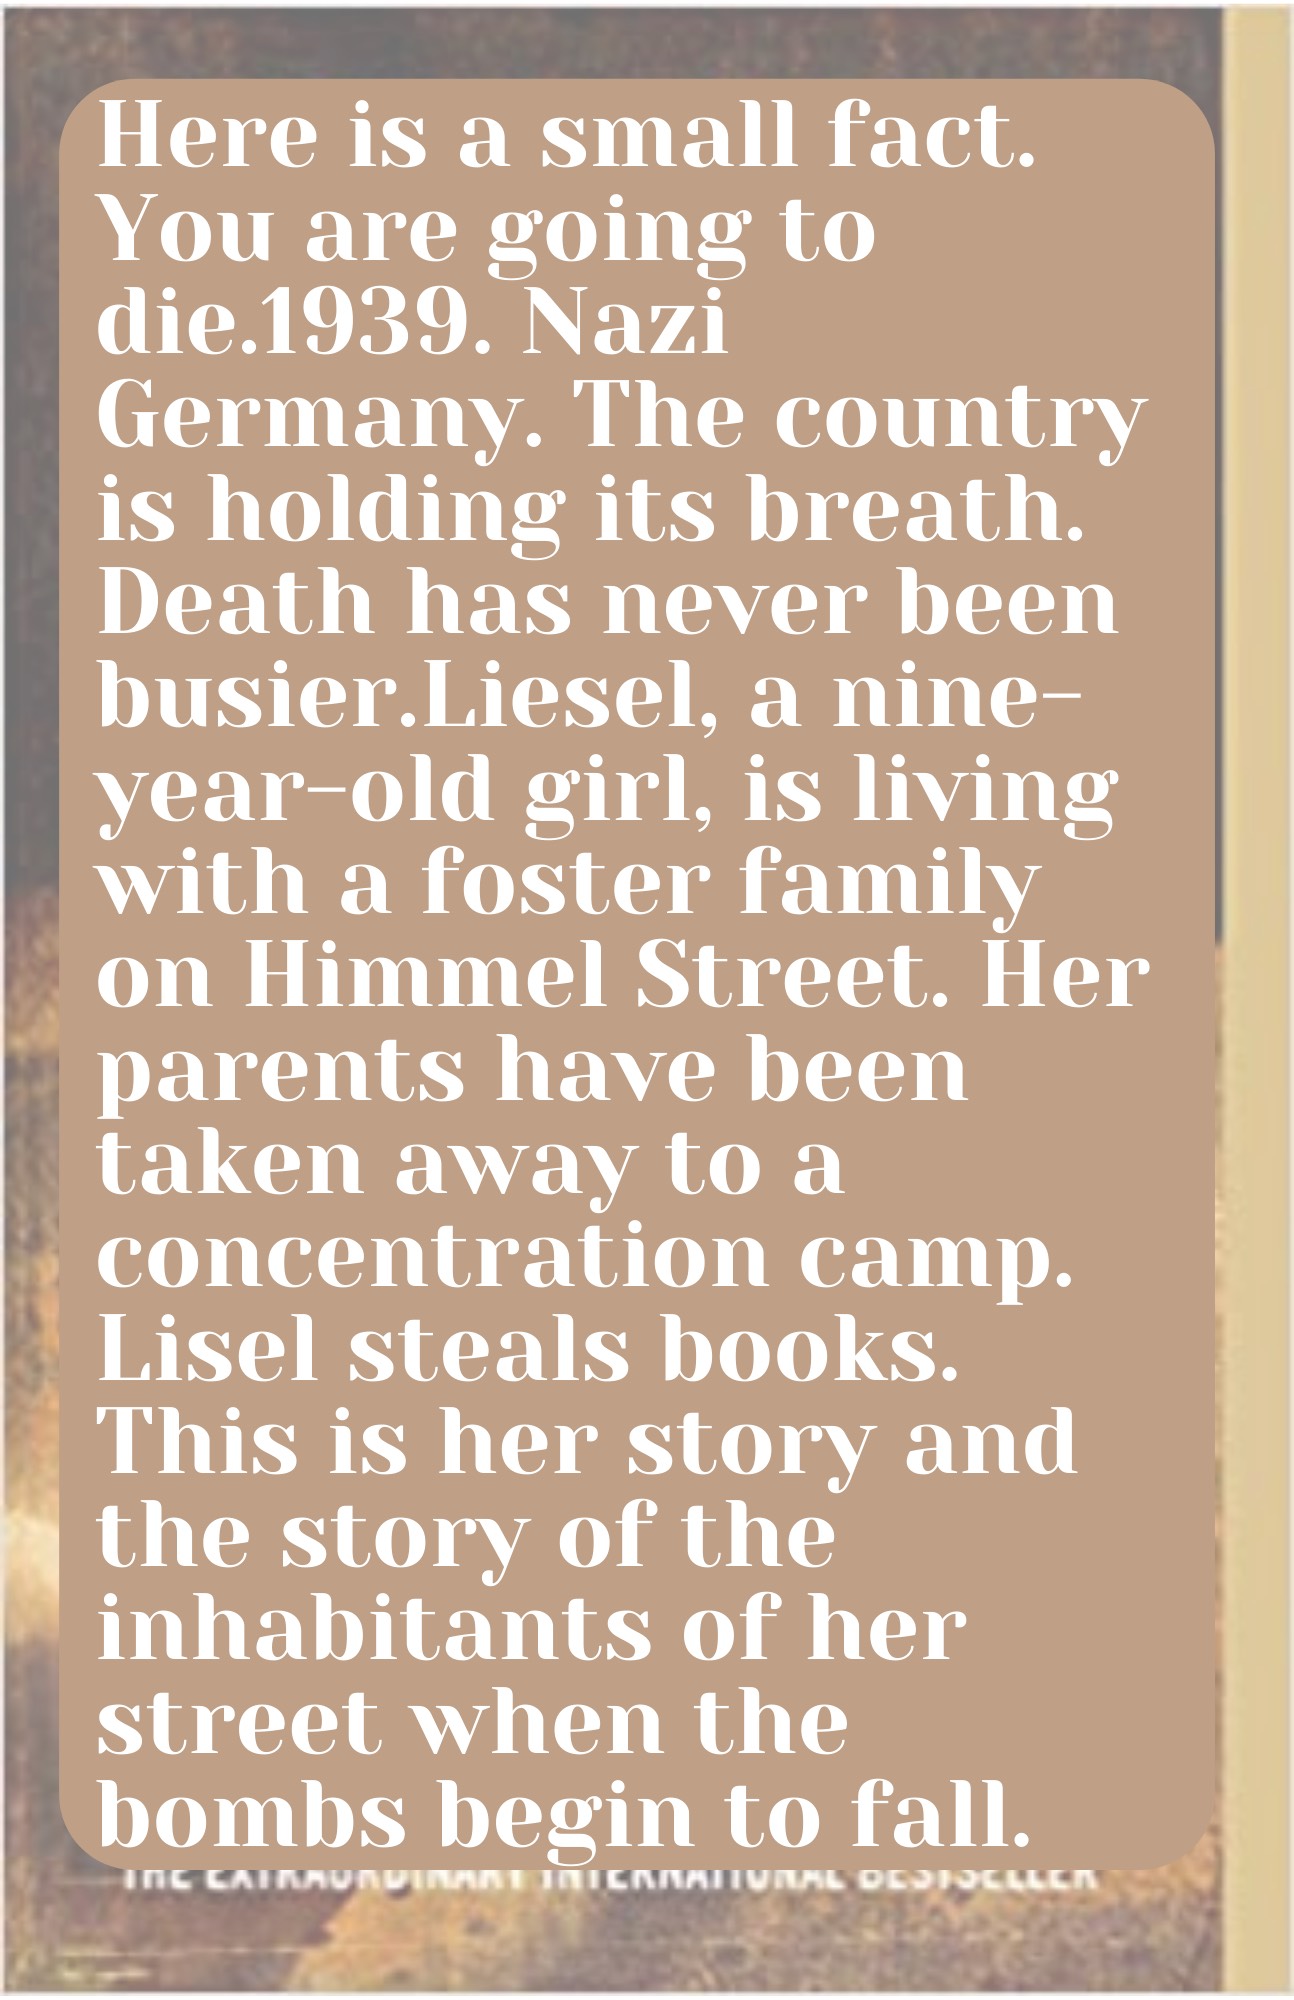 Here is a small fact.
You are going to
die.1939. Nazi
Germany. The country
is holding its breath.
Death has never been
busier.Liesel, a nine-
year-old girl, is living
with a foster family
on Himmel Street. Her
parents have been
taken away to a
concentration camp.
Lisel steals books.
This is her story and
the story of the
inhabitants of her
street when the
bombs begin to fall.
THE EXTRAORDINARY INTERNATIONAL BESTSELLER